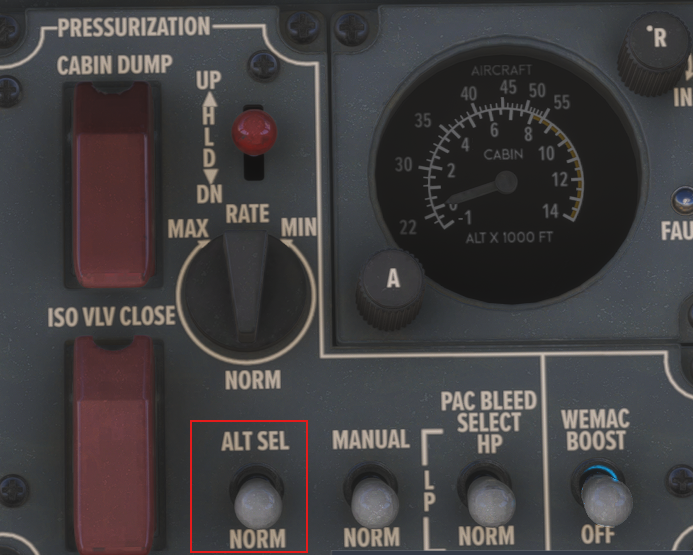 PRESSURIZATION
CABIN DUMP
UP
HLD
DN
RATE
MAX
MIN
NORM
ISO VLV CLOSE
AIRCRAFT
22 30 35 40 45 50 55
CABIN
-1 0 2 4 6 8 10 12 14
ALT X 1000 FT
A
R
IN
FAU
ALT SEL
NORM
MANUAL
NORM
PAC BLEED
SELECT
HP
LP
NORM
WEMAC
BOOST
OFF